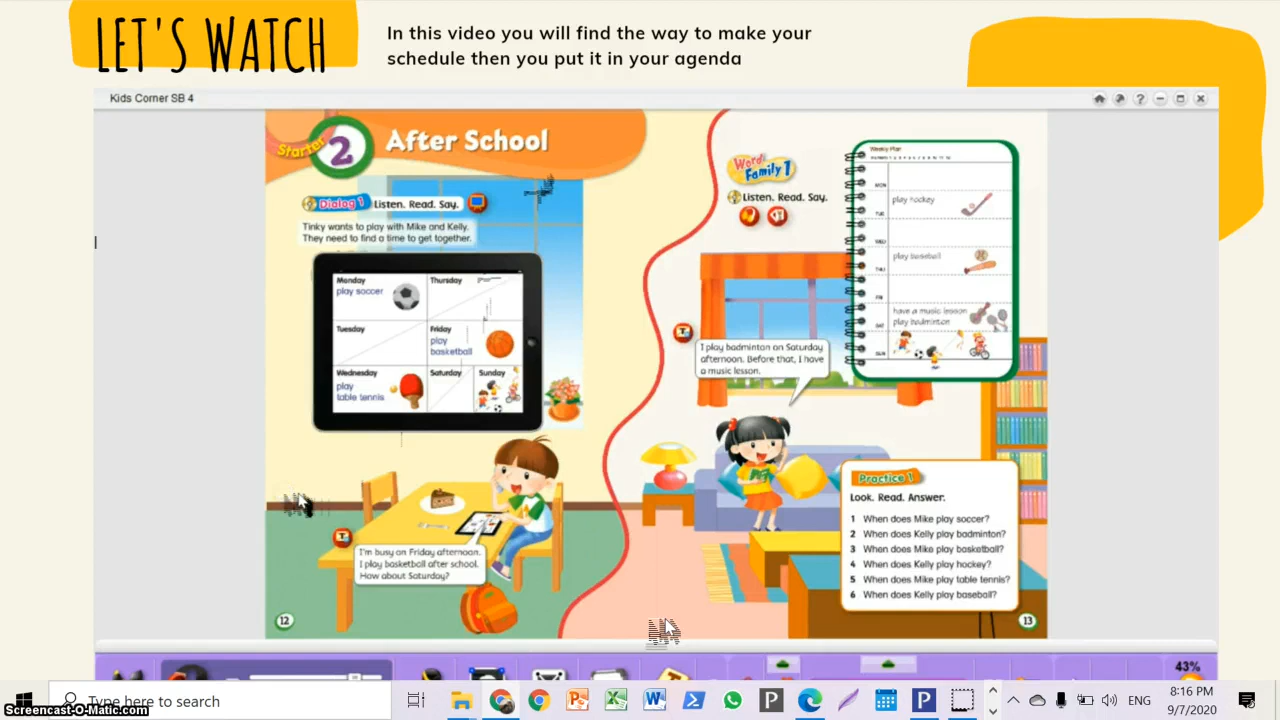 LET'S WATCH
In this video you will find the way to make your
schedule then you put it in your agenda
Kids Corner SB 4
Starter
2
After School
Dialog 1 Listen. Read. Say.
Tinky wants to play with Mike and Kelly.
They need to find a time to get together.
Monday
play soccer
Thursday
Tuesday
Friday
play
basketball
Wednesday
play
table tennis
Saturday
Sunday
I'm busy on Friday afternoon.
I play basketball after school.
How about Saturday?
12
Word
Family 1
Listen. Read. Say.
Weekly Plan
MON
play hockey
TUE
WED
play baseball
THU
FRI
have a music lesson
play badminton
SAT
SUN
I play badminton on Saturday
afternoon. Before that, I have
a music lesson.
Practice 1
Look. Read. Answer.
1 When does Mike play soccer?
2 When does Kelly play badminton?
3 When does Mike play basketball?
4 When does Kelly play hockey?
5 When does Mike play table tennis?
6 When does Kelly play baseball?
13
43%
Type here to search
ENG
8:16 PM
9/7/2020
Screencast-O-Matic.com